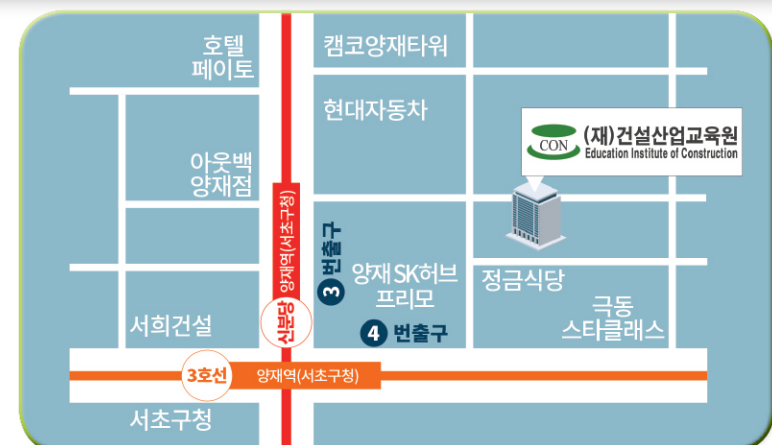 호텔
페이토
캠코양재타워
현대자동차
CON
(재)건설산업교육원
Education Institute of Construction
아웃백
양재점
양재역(서초구청)
신분당
3 번출구
양재 SK허브
프리모
4 번출구
정금식당
극동
스타클래스
서희건설
3호선
양재역(서초구청)
서초구청